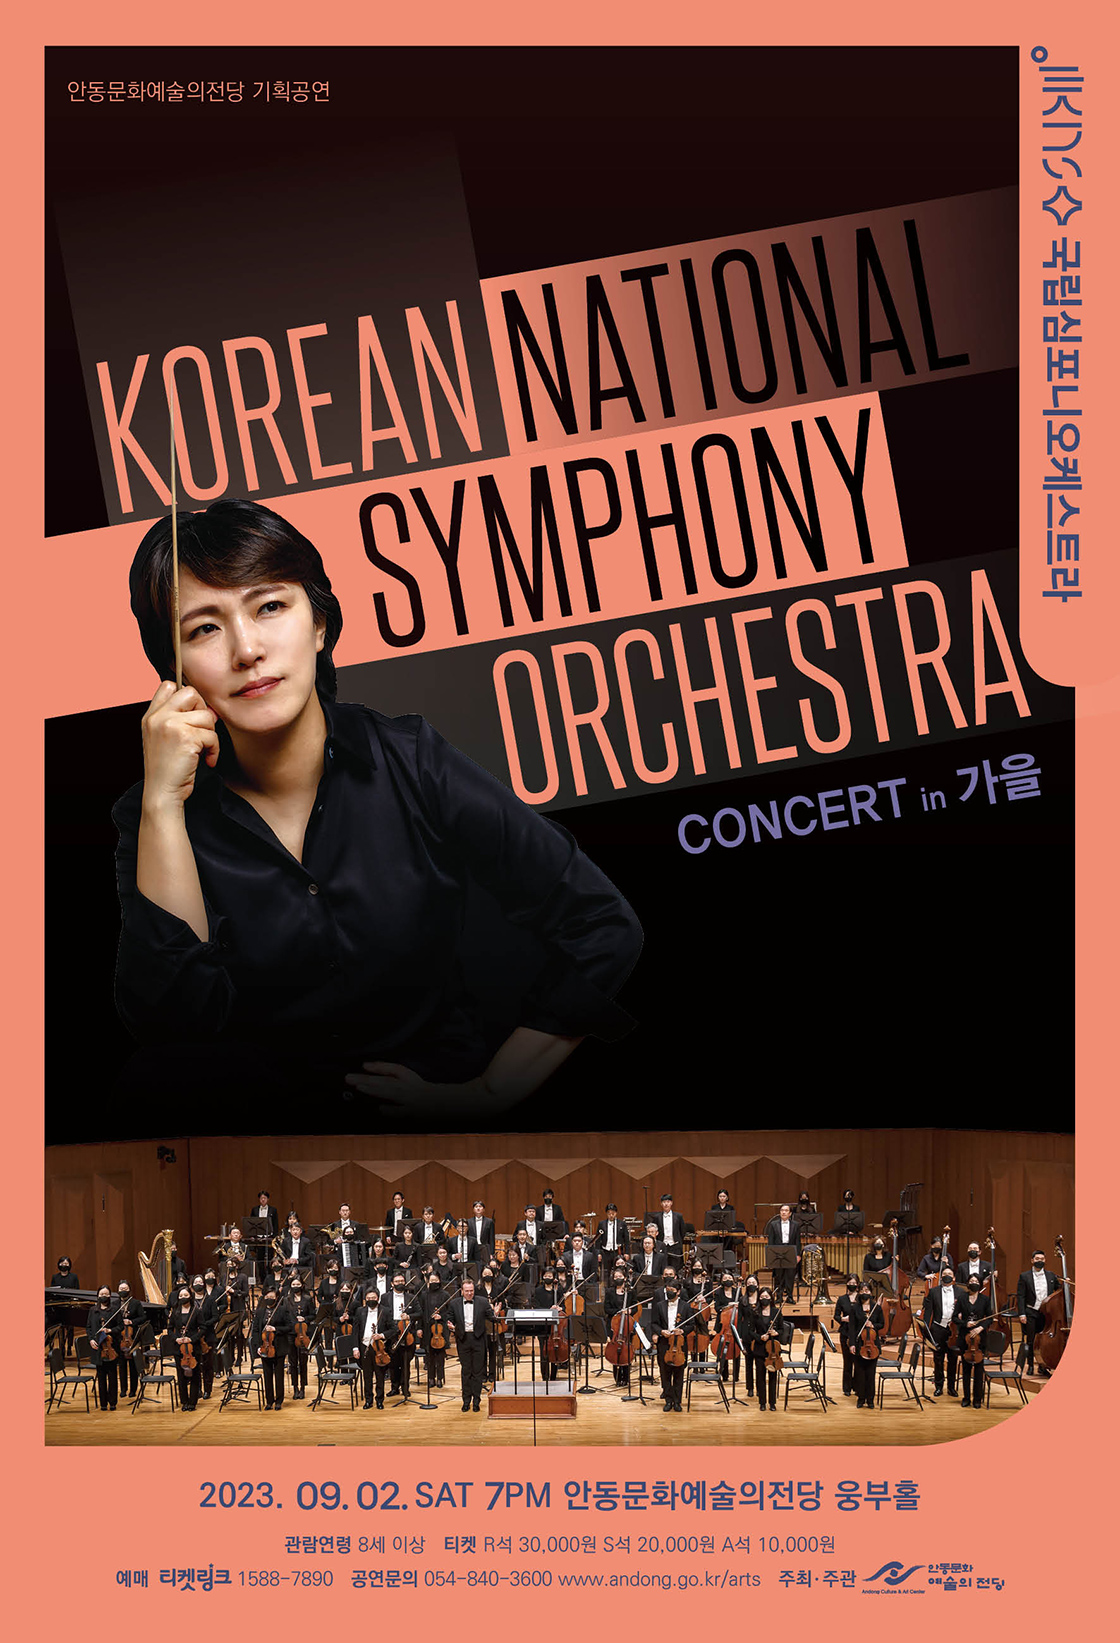 안동문화예술의전당 기획공연
KNSO 국립심포니오케스트라
KOREAN NATIONAL
SYMPHONY
ORCHESTRA
CONCERT in 가을
2023. 09. 02. SAT 7PM 안동문화예술의전당 웅부홀
관람연령 8세 이상 티켓 R석 30,000원 S석 20,000원 A석 10,000원
예매 티켓링크 1588-7890 공연문의 054-840-3600 www.andong.go.kr/arts 주최·주관 안동문화
예술의전당
Andong Culture & Art Center